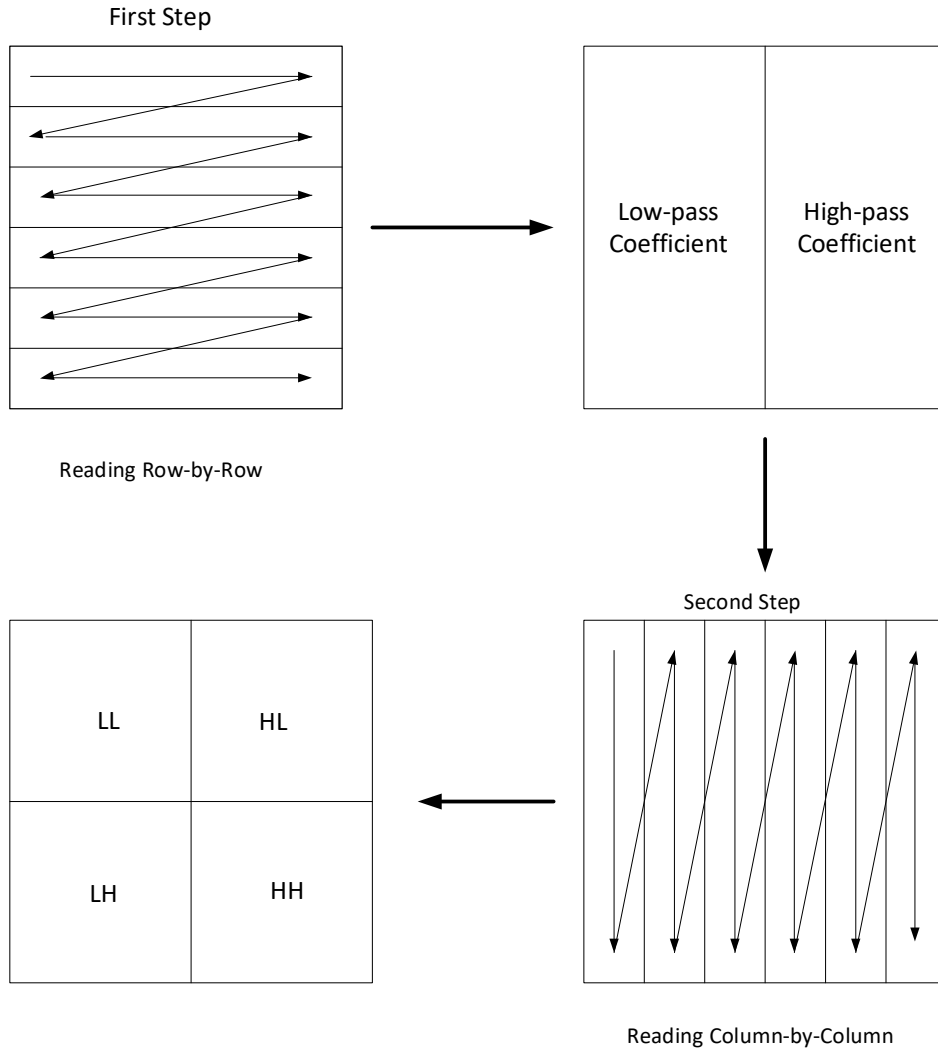 First Step
Low-pass
Coefficient
High-pass
Coefficient
Reading Row-by-Row
Second Step
LL
HL
LH
HH
Reading Column-by-Column